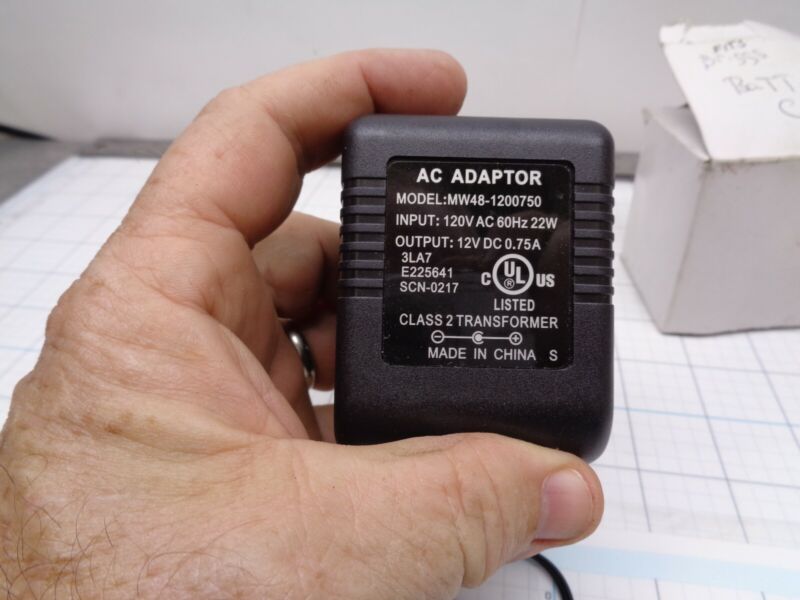 AC ADAPTOR
MODEL:MW48-1200750
INPUT: 120V AC 60Hz 22W
OUTPUT: 12V DC 0.75A
3LA7
E225641
SCN-0217
C UL ® US
LISTED
CLASS 2 TRANSFORMER
MADE IN CHINA S
FITS
BATT
C